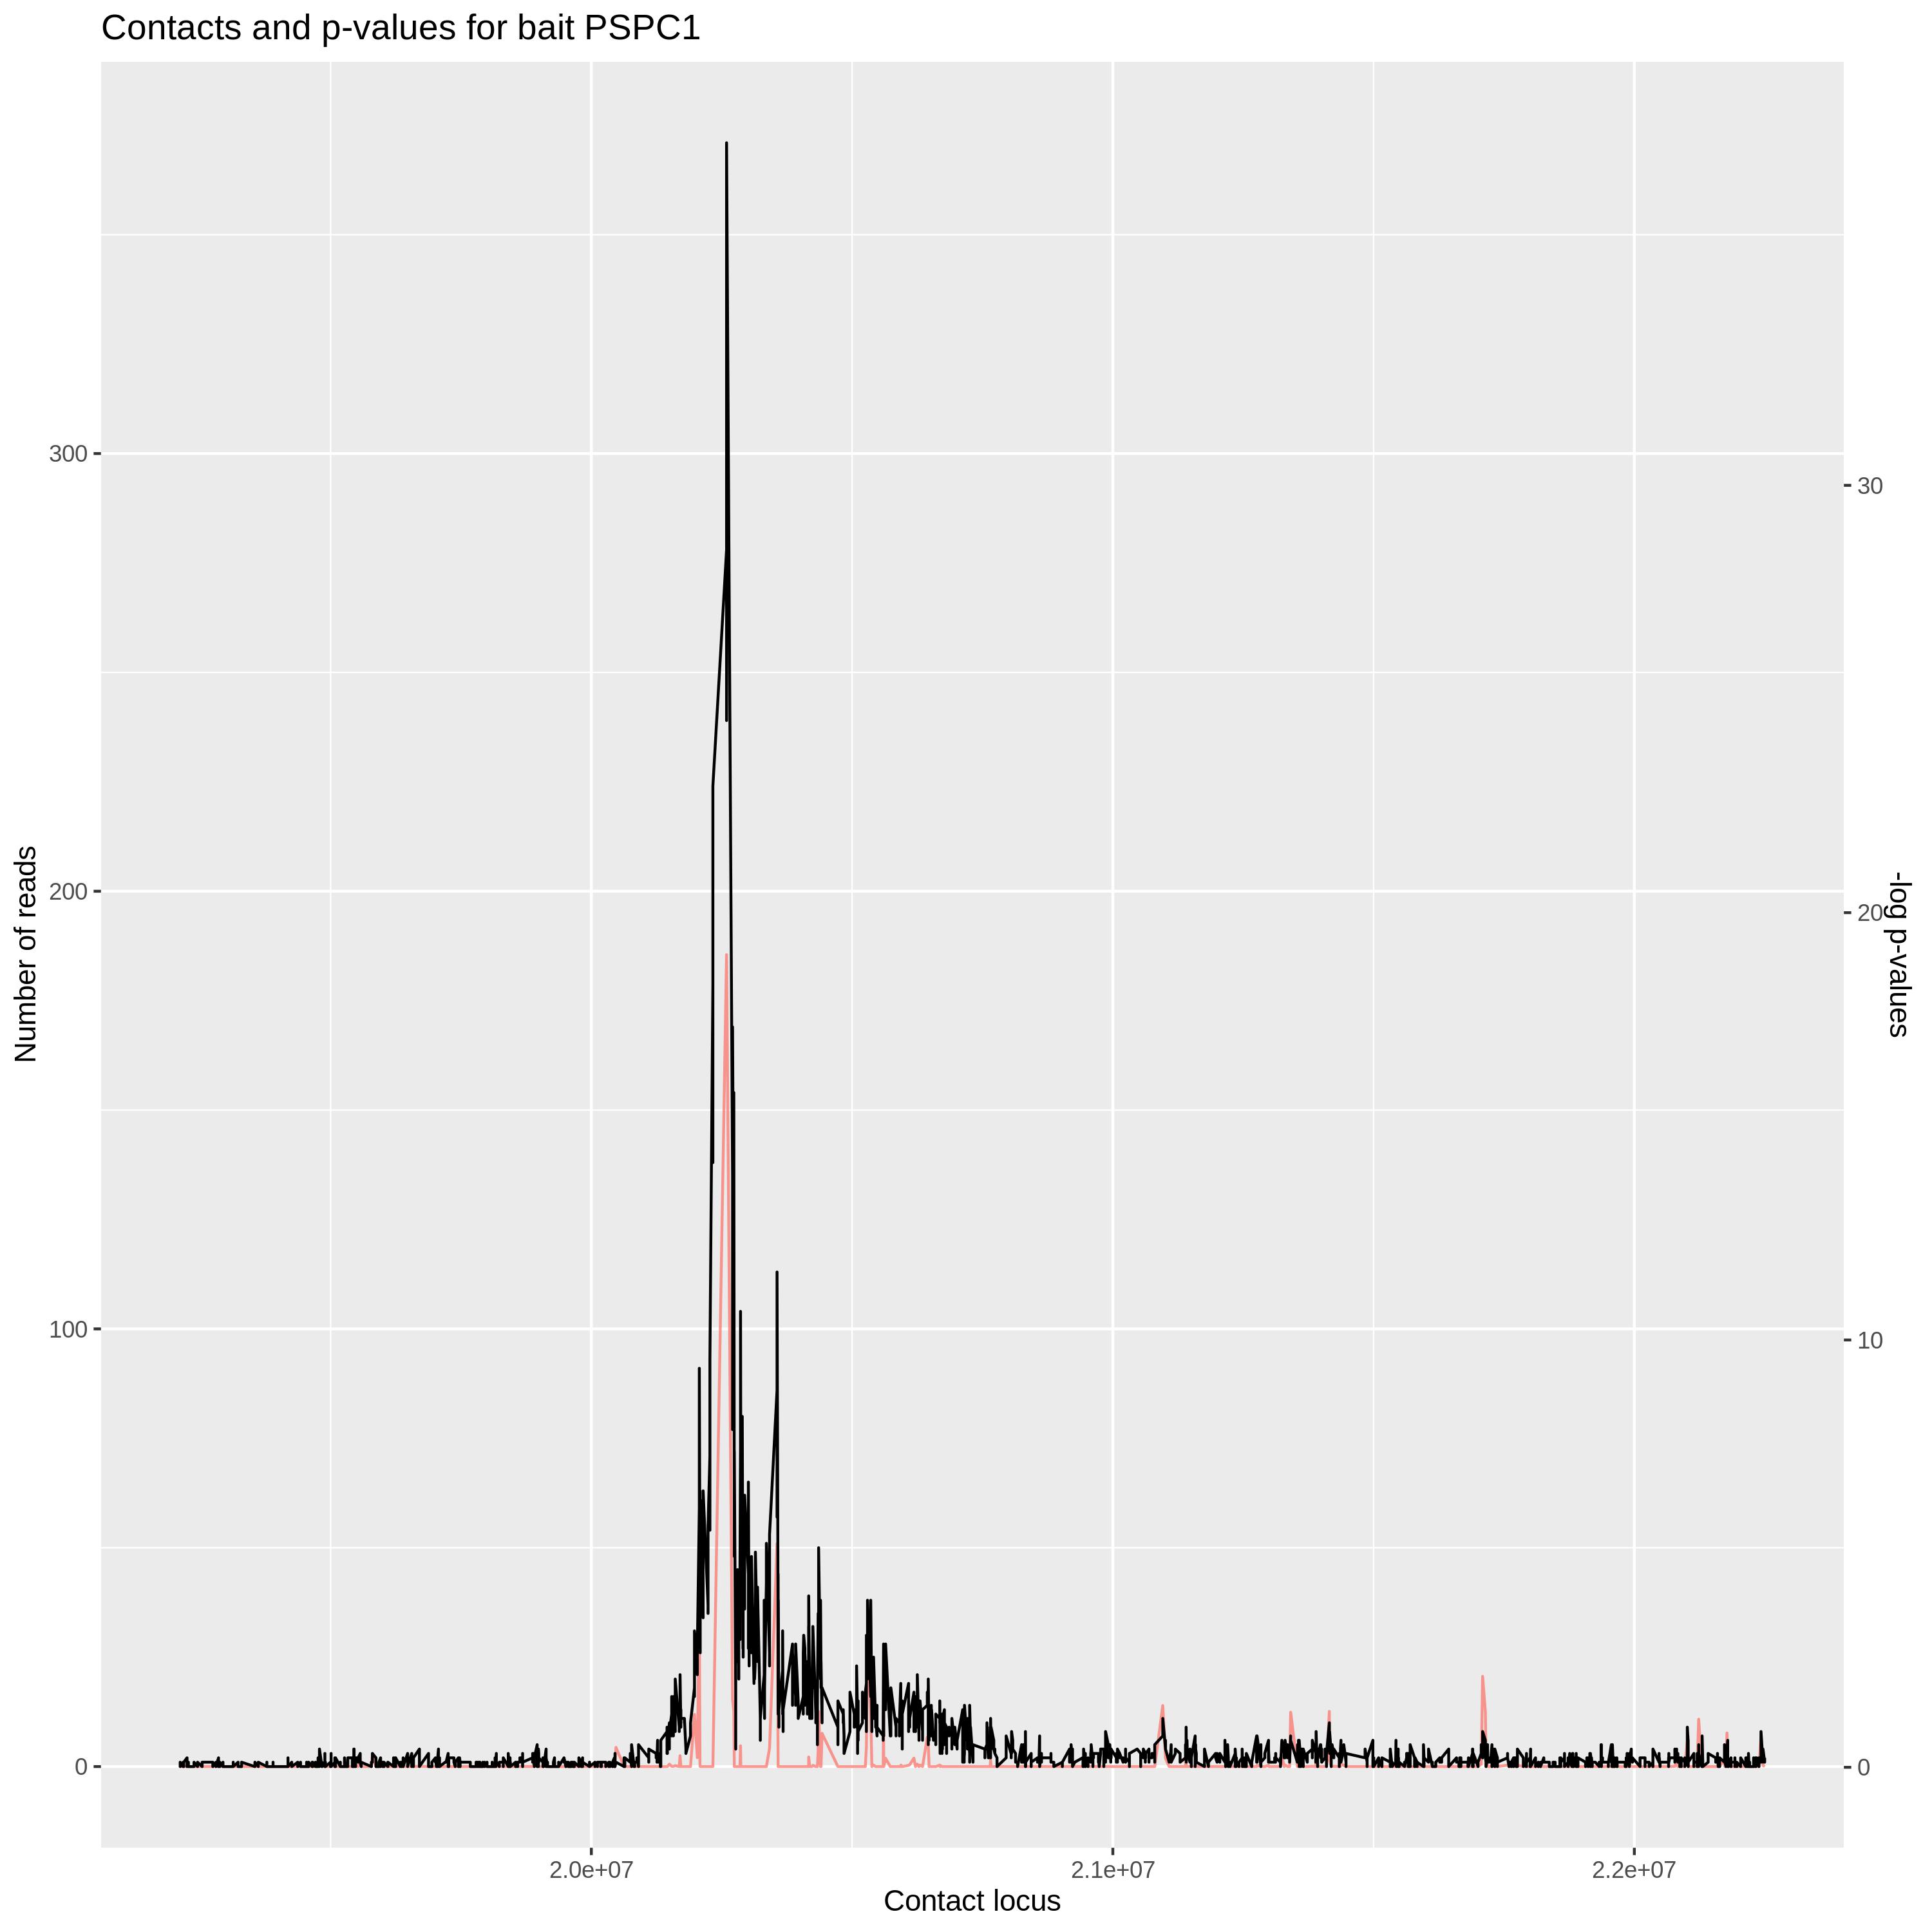 Contacts and p-values for bait PSPC1
Number of reads
300
200
100
0
30
20
10
0
-log p-values
2.0e+07
2.1e+07
2.2e+07
Contact locus